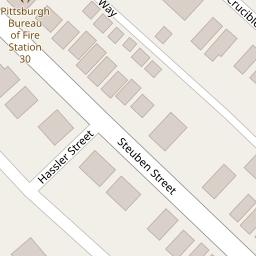 Pittsburgh
Bureau
of Fire
Station
30
Way
Crucible
Hassler Street
Steuben Street